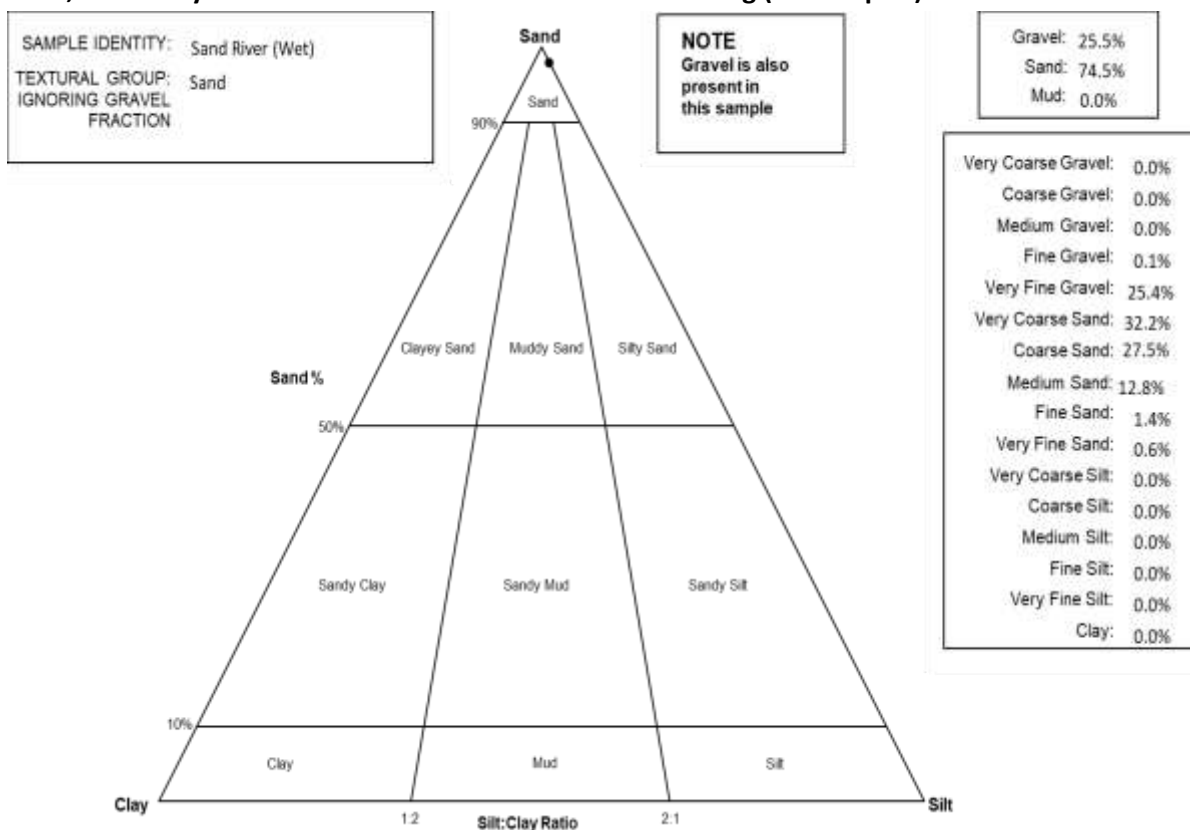 SAMPLE IDENTITY: Sand River (Wet)
TEXTURAL GROUP: Sand
IGNORING GRAVEL
FRACTION
Sand
NOTE
Gravel is also
present in
this sample
Gravel: 25.5%
Sand: 74.5%
Mud: 0.0%
Sand
90%
Very Coarse Gravel: 0.0%
Coarse Gravel: 0.0%
Medium Gravel: 0.0%
Fine Gravel: 0.1%
Very Fine Gravel: 25.4%
Very Coarse Sand: 32.2%
Coarse Sand: 27.5%
Medium Sand: 12.8%
Fine Sand: 1.4%
Very Fine Sand: 0.6%
Very Coarse Silt: 0.0%
Coarse Silt: 0.0%
Medium Silt: 0.0%
Fine Silt: 0.0%
Very Fine Silt: 0.0%
Clay: 0.0%
Clayey Sand Muddy Sand Silty Sand
Sand %
50%
Sandy Clay Sandy Mud Sandy Silt
10%
Clay Mud Silt
Clay Silt
1:2 Silt:Clay Ratio 2:1